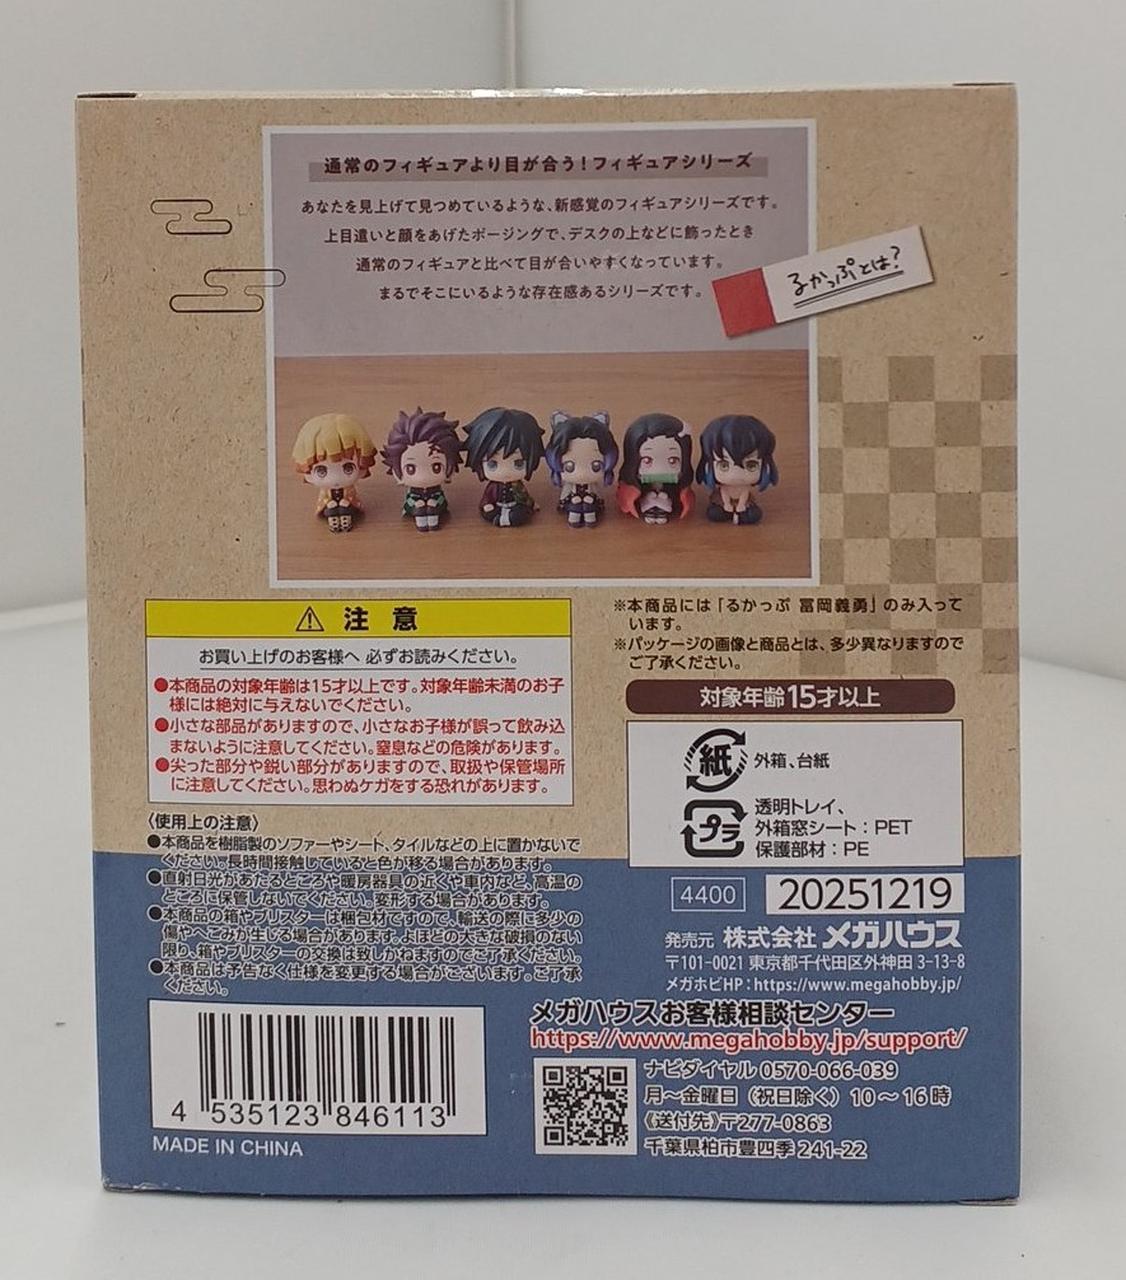 通常のフィギュアより目が合う!フィギュアシリーズ
あなたを見上げて見つめているような、新感覚のフィギュアシリーズです。
上目遣いと顔をあげたポージングで、デスクの上などに飾ったとき
通常のフィギュアと比べて目が合いやすくなっています。
まるでそこにいるような存在感あるシリーズです。
るかっぷとは?
注意
お買い上げのお客様へ 必ずお読みください。
●本商品の対象年齢は15才以上です。対象年齢未満のお子
様には絶対に与えないでください。
●小さな部品がありますので、小さなお子様が誤って飲み込
まないように注意してください。窒息などの危険があります。
●尖った部分や鋭い部分がありますので、取扱や保管場所
に注意してください。思わぬケガをする恐れがあります。
〈使用上の注意〉
●本商品を樹脂製のソファーやシート、タイルなどの上に置かないで
ください。長時間接触していると色が移る場合があります。
●直射日光があたるところや暖房器具の近くや車内など、高温の
ところに保管しないでください。変形する場合があります。
●本商品の箱やブリスターは梱包材ですので、輸送の際に多少の
傷やへこみが生じる場合があります。よほどの大きな破損のない
限り、箱やブリスターの交換は致しかねますのでご了承ください。
●本商品は予告なく仕様を変更する場合がございます。ご了承
ください。
※本商品には「るかっぷ 冨岡義勇」のみ入って
います。
※パッケージの画像と商品とは、多少異なりますので
ご了承ください。
対象年齢15才以上
紙 外箱、台紙
プラ 透明トレイ、
外箱窓シート:PET
保護部材:PE
4400 20251219
発売元 株式会社 メガハウス
〒101-0021 東京都千代田区外神田 3-13-8
メガホビHP:https://www.megahobby.jp/
メガハウスお客様相談センター
https://www.megahobby.jp/support/
ナビダイヤル 0570-066-039
月~金曜日(祝日除く)10~16時
《送付先》〒277-0863
千葉県柏市豊四季241-22
4 535123 846113
MADE IN CHINA